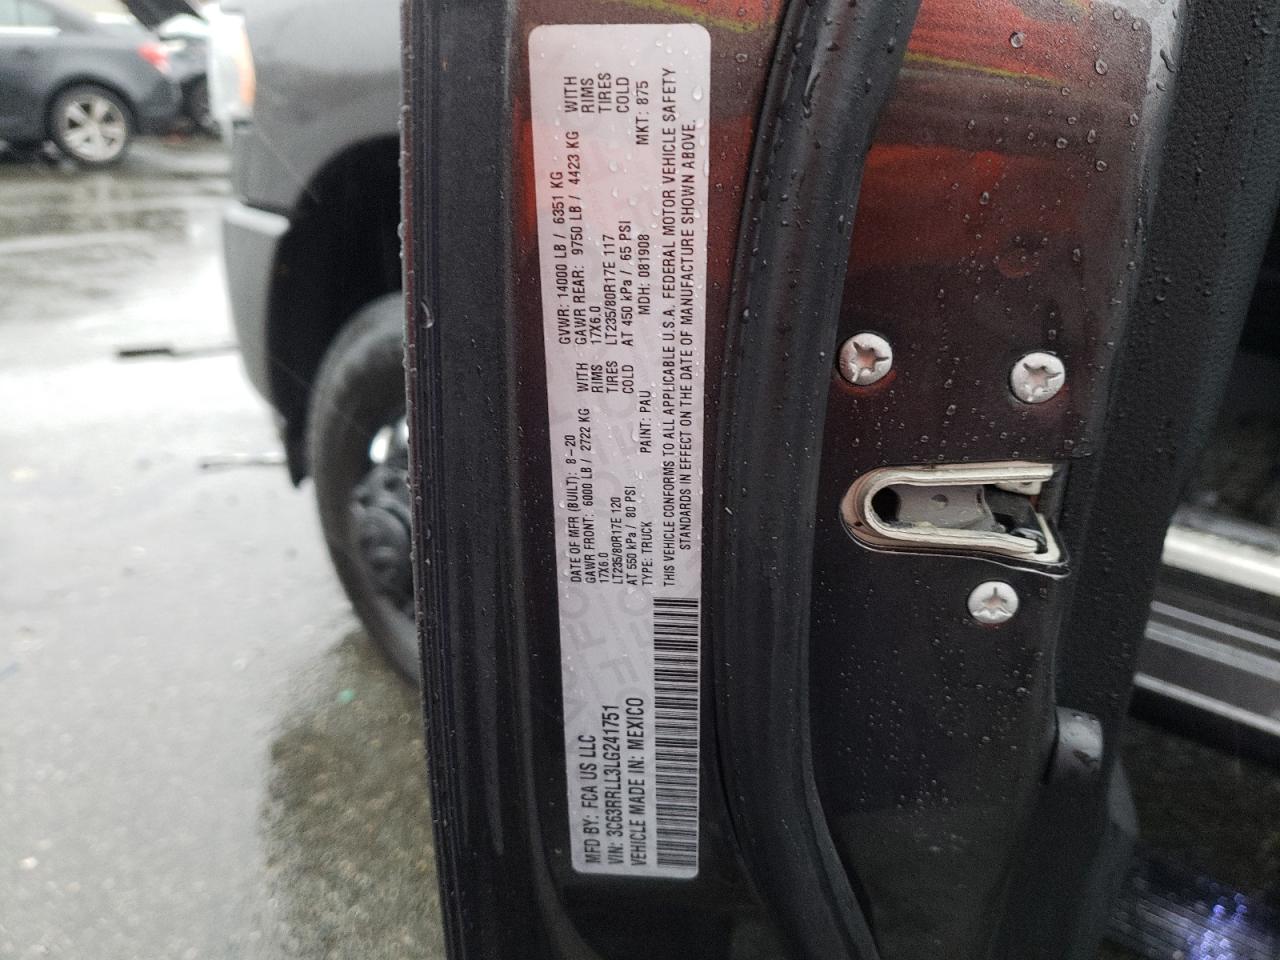 MFD BY: FCA US LLC
VIN: 3C63RRLL3LG241751
VEHICLE MADE IN: MEXICO
DATE OF MFR (BUILT): 8-20 GVWR: 14000 LB / 6351 KG
GAWR FRONT: 6000 LB / 2722 KG WITH GAWR REAR: 9750 LB / 4423 KG WITH
17X6.0 RIMS 17X6.0 RIMS
LT235/80R17E 120 TIRES LT235/80R17E 117 TIRES
AT 550 kPa / 80 PSI COLD AT 450 kPa / 65 PSI COLD
TYPE: TRUCK PAINT: PAU MDH: 081908 MKT: 875
THIS VEHICLE CONFORMS TO ALL APPLICABLE U.S.A. FEDERAL MOTOR VEHICLE SAFETY
STANDARDS IN EFFECT ON THE DATE OF MANUFACTURE SHOWN ABOVE.